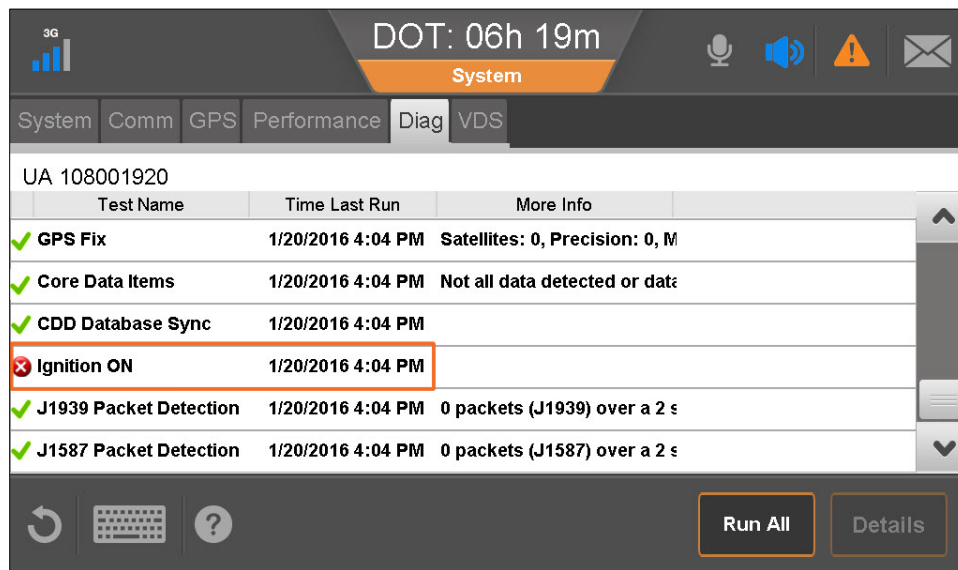 3G
DOT: 06h 19m
System
System Comm GPS Performance Diag VDS
UA 108001920
Test Name Time Last Run More Info
GPS Fix 1/20/2016 4:04 PM Satellites: 0, Precision: 0, M
Core Data Items 1/20/2016 4:04 PM Not all data detected or data
CDD Database Sync 1/20/2016 4:04 PM
Ignition ON 1/20/2016 4:04 PM
J1939 Packet Detection 1/20/2016 4:04 PM 0 packets (J1939) over a 2 s
J1587 Packet Detection 1/20/2016 4:04 PM 0 packets (J1587) over a 2 s
? Run All Details